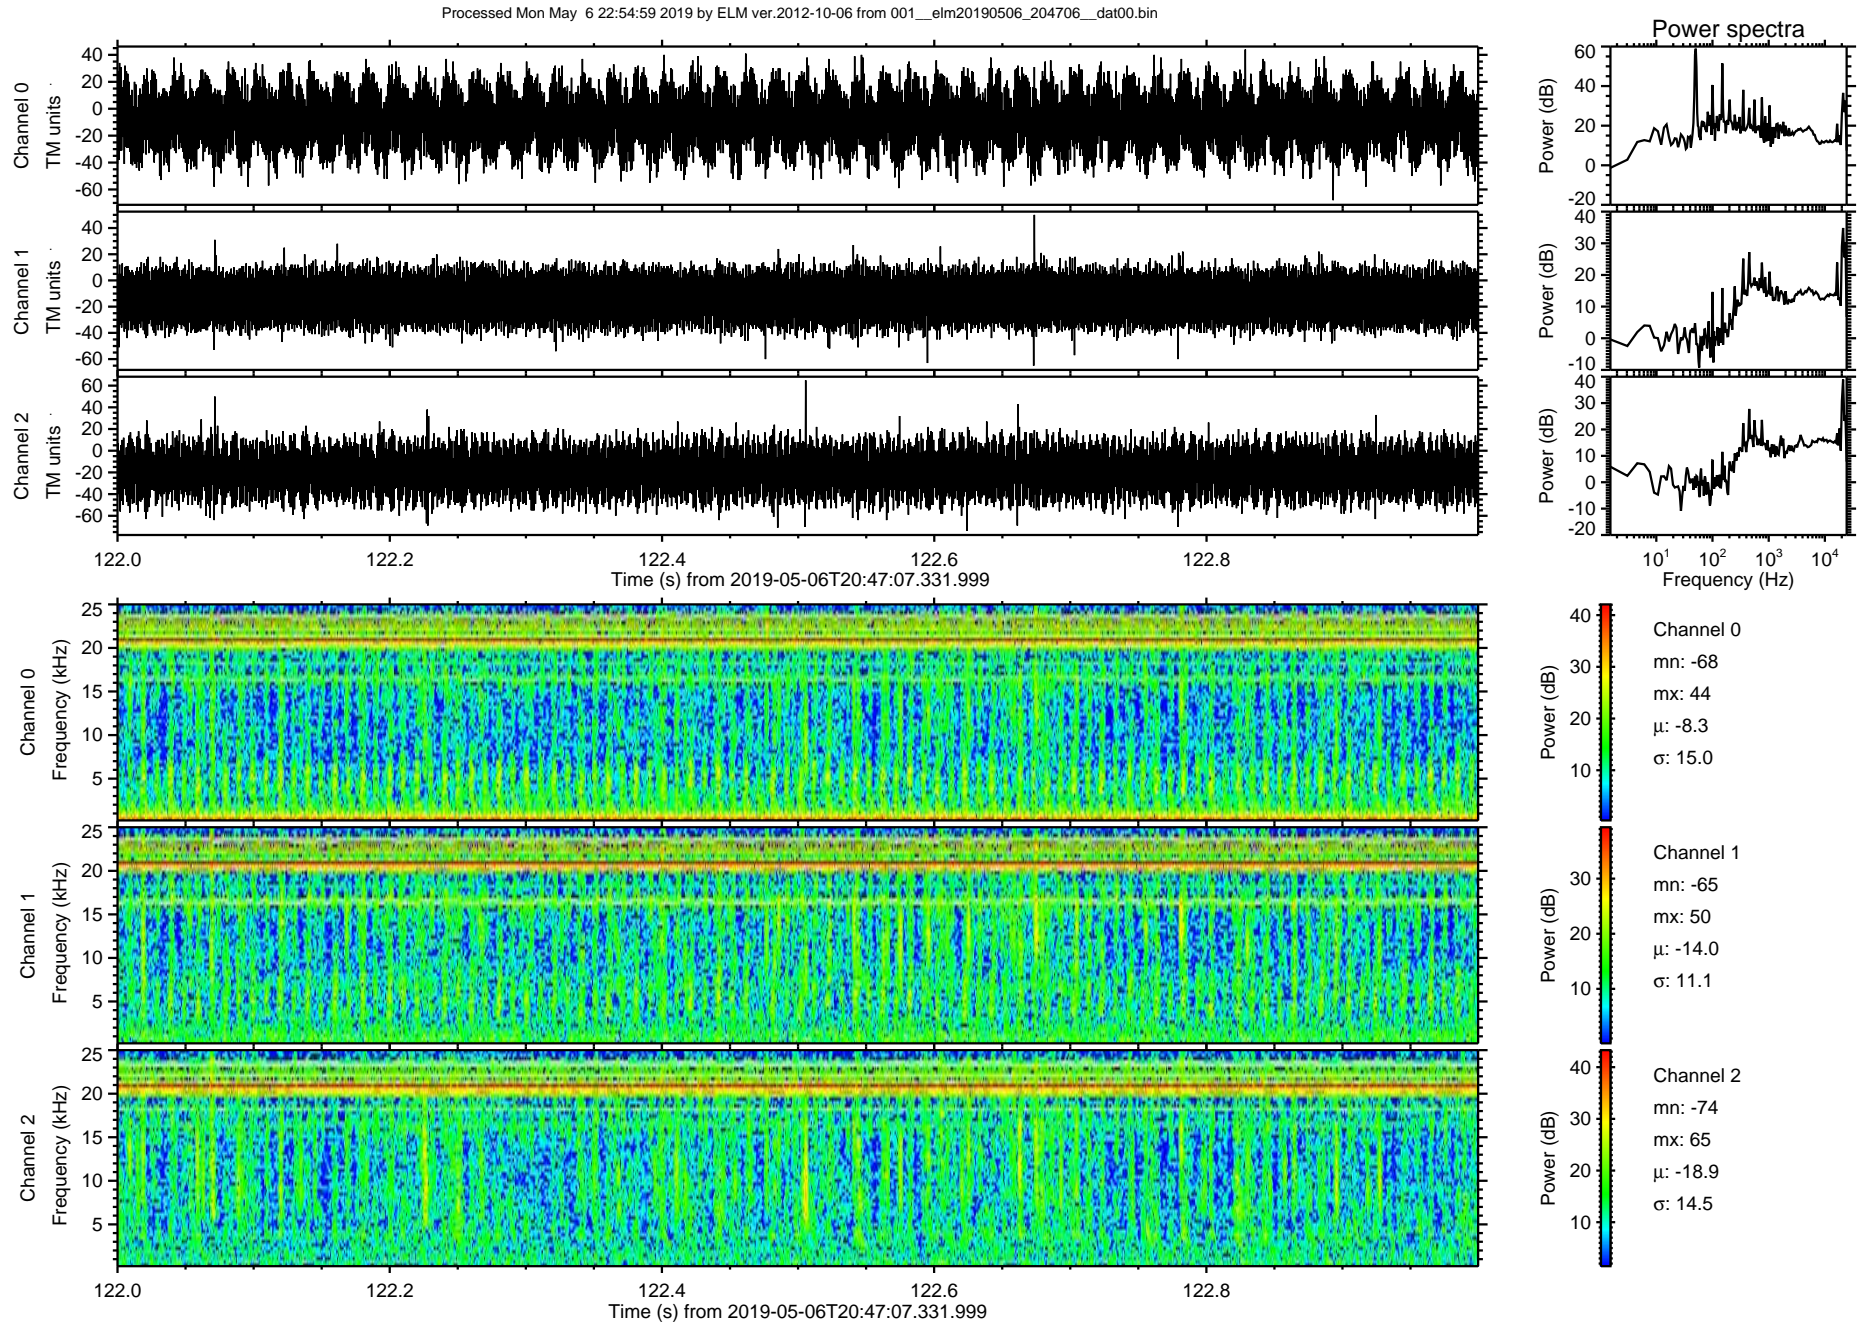 Processed Mon May  6 22:54:59 2019 by ELM ver.2012-10-06 from 001__elm20190506_204706__dat00.bin
Power spectra
Channel 0
TM units
40
20
0
-20
-40
-60
Power (dB)
60
40
20
0
-20
Channel 1
TM units
40
20
0
-20
-40
-60
Power (dB)
40
30
20
10
0
-10
Channel 2
TM units
60
40
20
0
-20
-40
-60
Power (dB)
40
30
20
10
0
-10
-20
122.0 122.2 122.4 122.6 122.8
Time (s) from 2019-05-06T20:47:07.331.999
10^1 10^2 10^3 10^4
Frequency (Hz)
Channel 0
Frequency (kHz)
25
20
15
10
5
Power (dB)
40
30
20
10
Channel 0
mn: -68
mx: 44
μ: -8.3
σ: 15.0
Channel 1
Frequency (kHz)
25
20
15
10
5
Power (dB)
30
20
10
Channel 1
mn: -65
mx: 50
μ: -14.0
σ: 11.1
Channel 2
Frequency (kHz)
25
20
15
10
5
Power (dB)
40
30
20
10
Channel 2
mn: -74
mx: 65
μ: -18.9
σ: 14.5
122.0 122.2 122.4 122.6 122.8
Time (s) from 2019-05-06T20:47:07.331.999